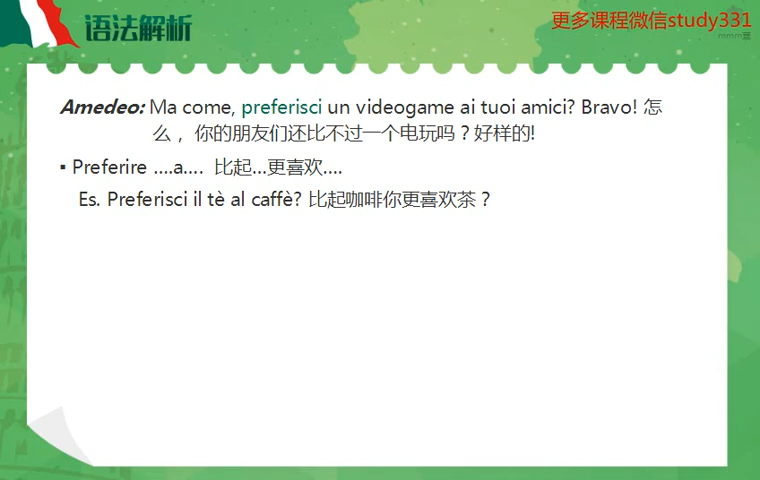 语法解析
更多课程微信study331
Amedeo: Ma come, preferisci un videogame ai tuoi amici? Bravo! 怎
么， 你的朋友们还比不过一个电玩吗？好样的!
▪ Preferire ....a.... 比起...更喜欢....
Es. Preferisci il tè al caffè? 比起咖啡你更喜欢茶？